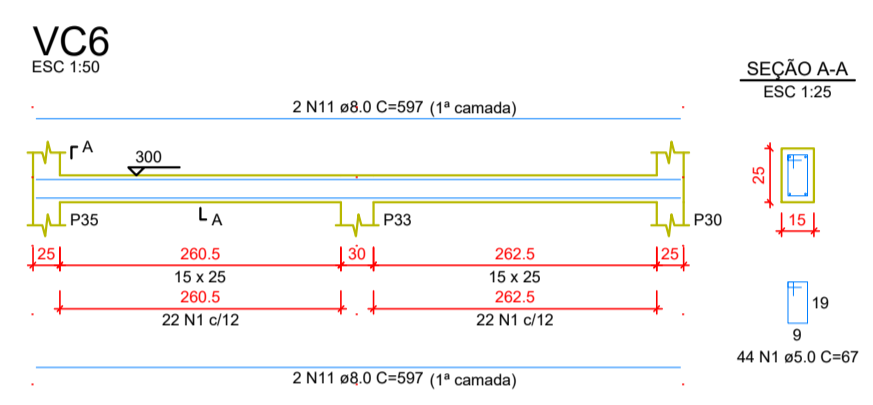 VC6
ESC 1:50
SEÇÃO A-A
ESC 1:25
2 N11 ø8.0 C=597 (1ª camada)
A
300
A
P35
P33
P30
25
15
25
260.5
30
262.5
25
15 x 25
15 x 25
260.5
262.5
22 N1 c/12
22 N1 c/12
19
9
44 N1 ø5.0 C=67
2 N11 ø8.0 C=597 (1ª camada)